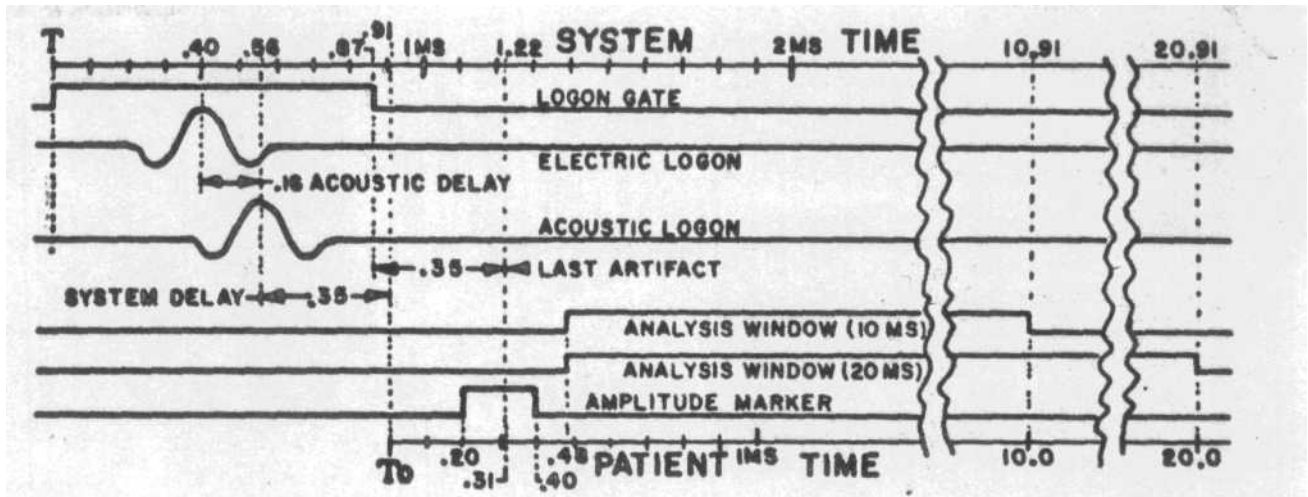 T .40 .56 .87 .91 1MS 1.22 SYSTEM 2MS TIME 10.91 20.91
LOGON GATE
ELECTRIC LOGON
.16 ACOUSTIC DELAY
ACOUSTIC LOGON
.35 LAST ARTIFACT
SYSTEM DELAY .35
ANALYSIS WINDOW (10 MS)
ANALYSIS WINDOW (20 MS)
AMPLITUDE MARKER
TO .20 .31 .40 .48 PATIENT 1MS TIME 10.0 20.0